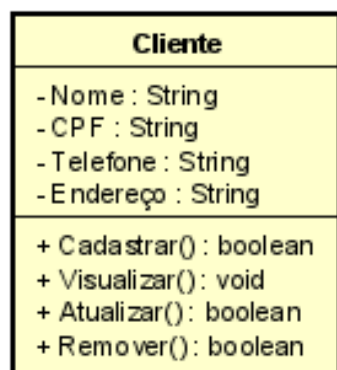 Cliente
- Nome : String
- CPF : String
- Telefone : String
- Endereço : String
+ Cadastrar() : boolean
+ Visualizar() : void
+ Atualizar() : boolean
+ Remover() : boolean